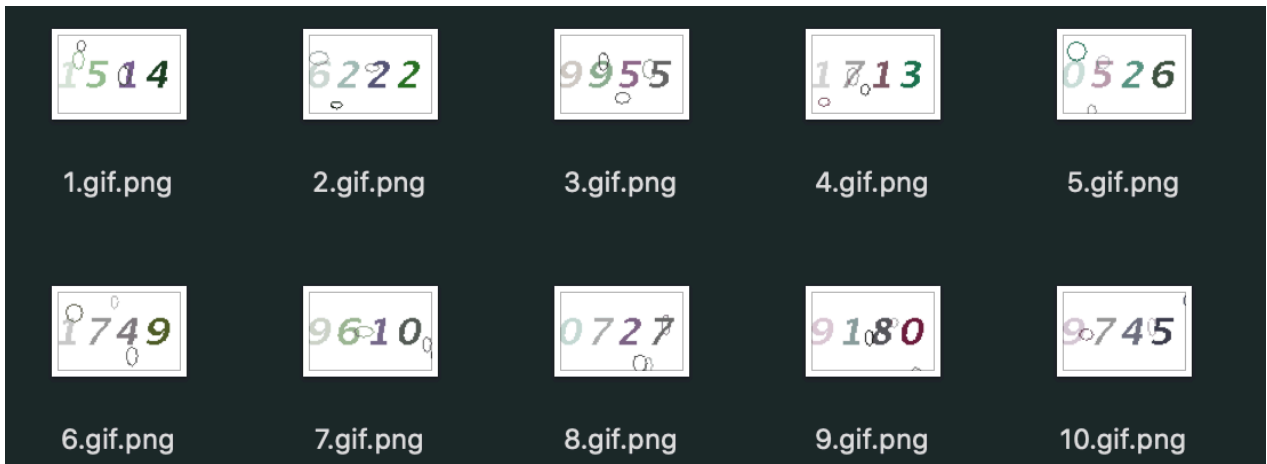 1514 6222 9955 1713 0526
1.gif.png 2.gif.png 3.gif.png 4.gif.png 5.gif.png
1749 9610 0727 9180 9745
6.gif.png 7.gif.png 8.gif.png 9.gif.png 10.gif.png